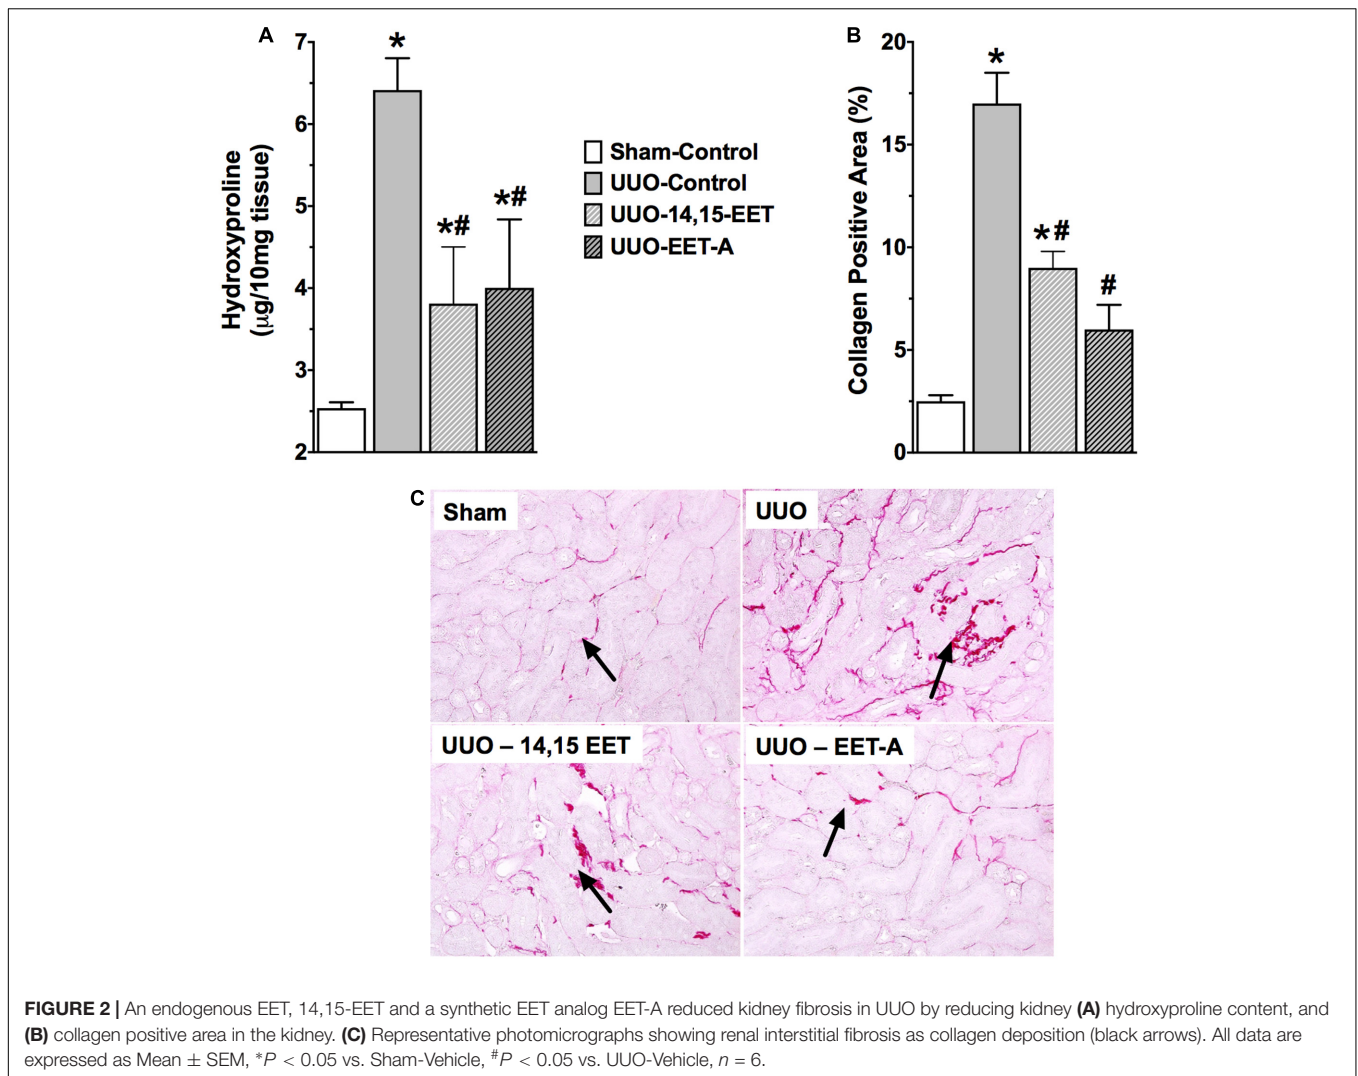 A
Hydroxyproline
(μg/10mg tissue)
7
6
5
4
3
2
*
*#
*#
Sham-Control
UUO-Control
UUO-14,15-EET
UUO-EET-A
B
Collagen Positive Area (%)
20
15
10
5
0
*
*#
#
C
Sham
UUO
UUO – 14,15 EET
UUO – EET-A
FIGURE 2 | An endogenous EET, 14,15-EET and a synthetic EET analog EET-A reduced kidney fibrosis in UUO by reducing kidney (A) hydroxyproline content, and
(B) collagen positive area in the kidney. (C) Representative photomicrographs showing renal interstitial fibrosis as collagen deposition (black arrows). All data are
expressed as Mean ± SEM, *P < 0.05 vs. Sham-Vehicle, #P < 0.05 vs. UUO-Vehicle, n = 6.